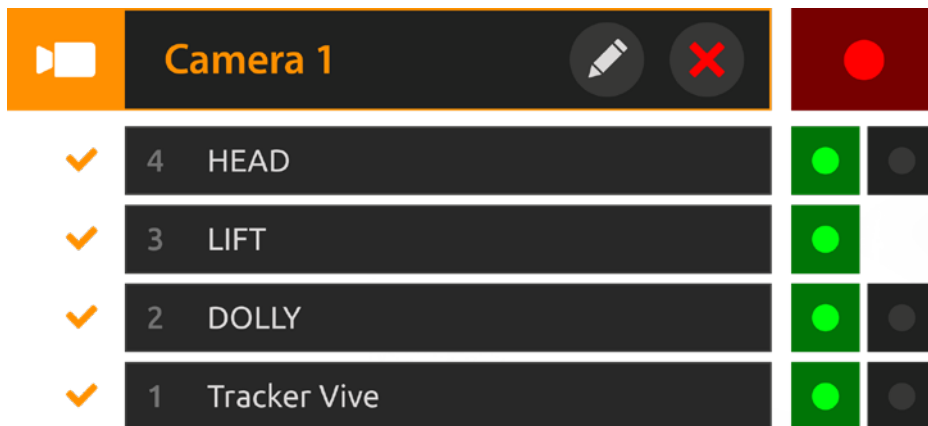 Camera 1
4 HEAD
3 LIFT
2 DOLLY
1 Tracker Vive